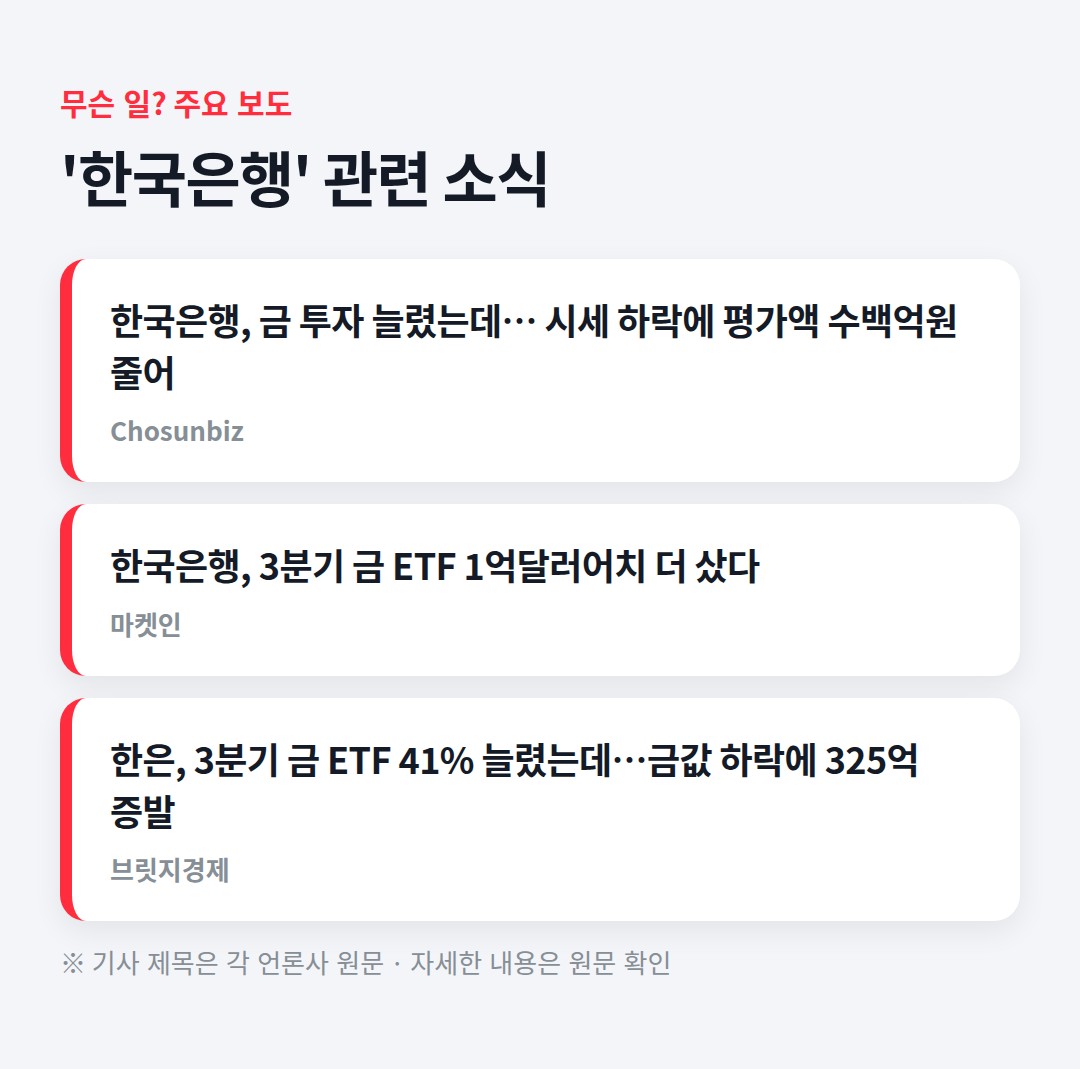 무슨 일? 주요 보도
'한국은행' 관련 소식
한국은행, 금 투자 늘렸는데… 시세 하락에 평가액 수백억원
줄어
Chosunbiz
한국은행, 3분기 금 ETF 1억달러어치 더 샀다
마켓인
한은, 3분기 금 ETF 41% 늘렸는데…금값 하락에 325억
증발
브릿지경제
※ 기사 제목은 각 언론사 원문 · 자세한 내용은 원문 확인